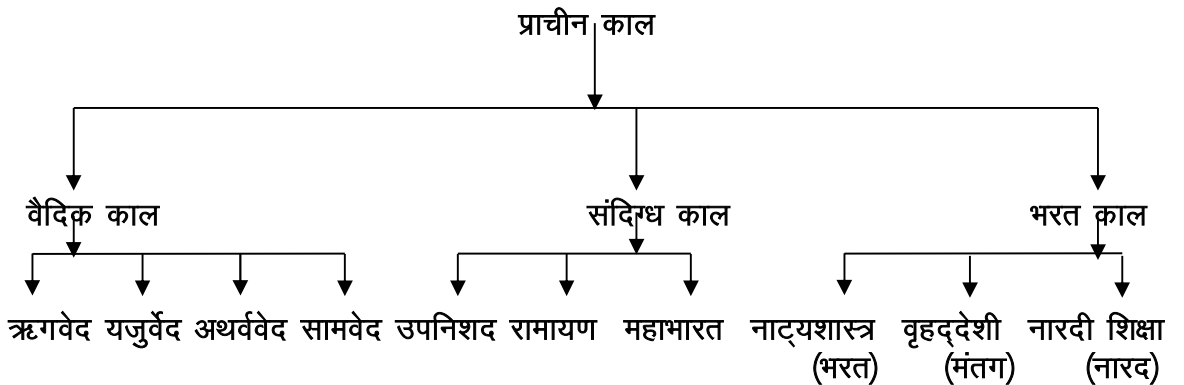 प्राचीन काल
वैदिक काल संदिग्ध काल भरत काल
ऋगवेद यजुर्वेद अथर्ववेद सामवेद उपनिशद रामायण महाभारत नाट्यशास्त्र वृहद्देशी नारदी शिक्षा
(भरत) (मंतग) (नारद)